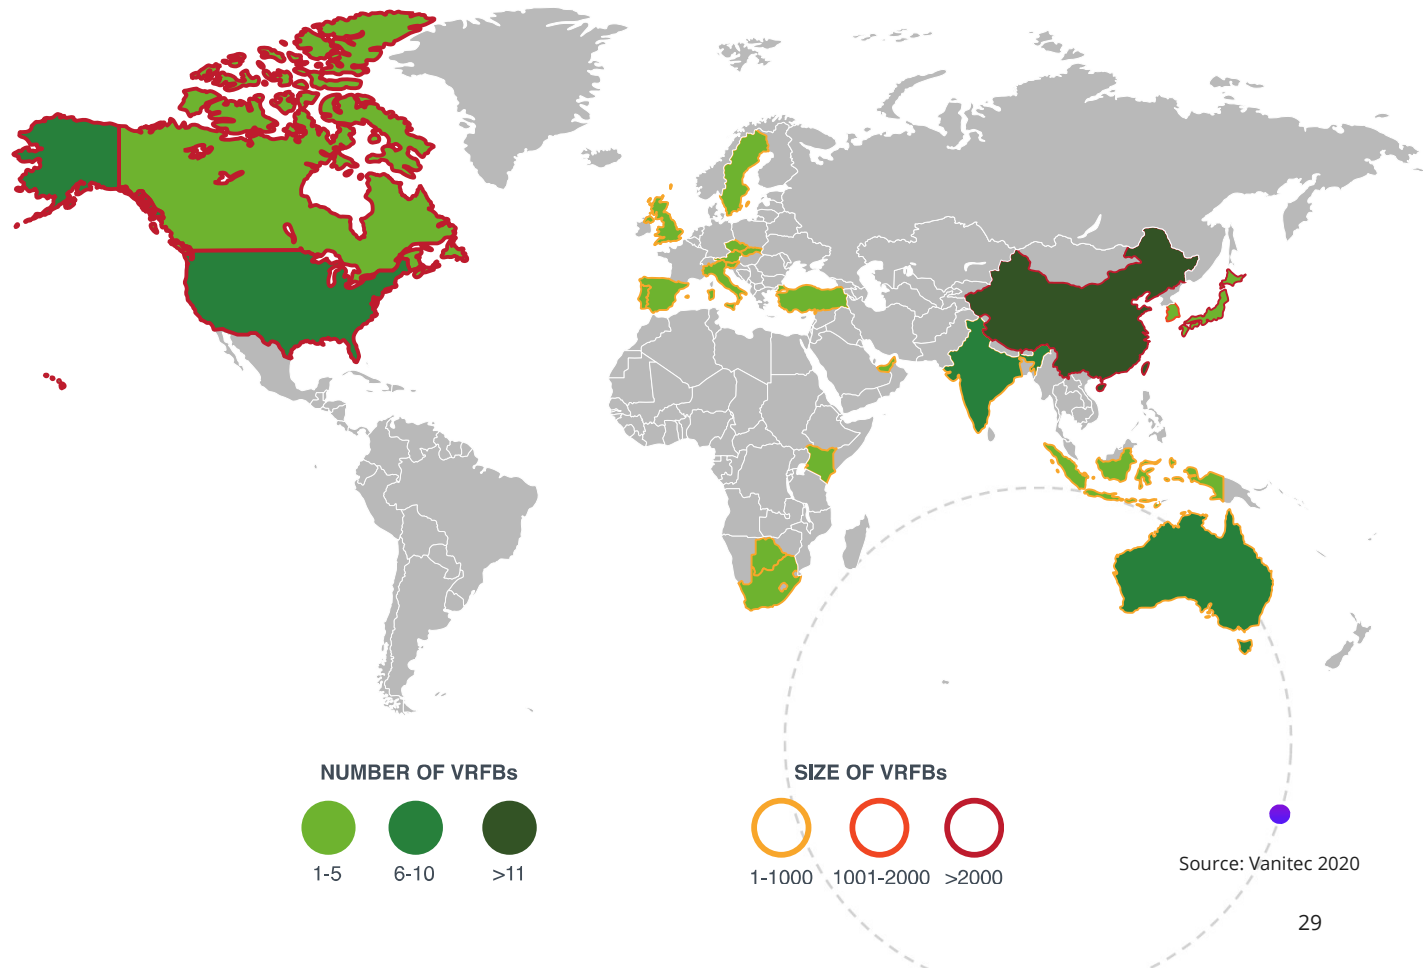 NUMBER OF VRFBs
1-5 6-10 >11
SIZE OF VRFBs
1-1000 1001-2000 >2000
Source: Vanitec 2020
29